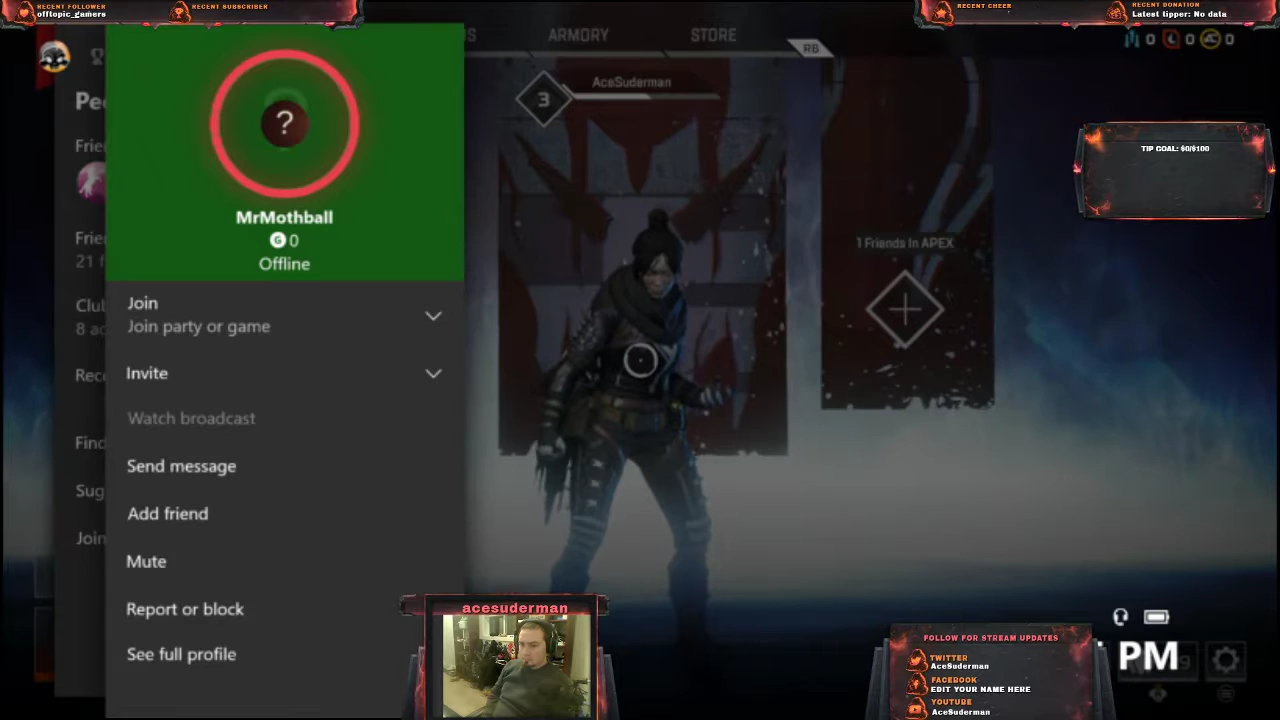 RECENT FOLLOWER
offtopic_gamers
RECENT SUBSCRIBER
RECENT CHEER
RECENT DONATION
Latest tipper: No data
ARMORY
STORE
RB
0
0
0
3
AceSuderman
1 Friends In APEX
TIP GOAL: $0/$100
MrMothball
G 0
Offline
Join
Join party or game
Invite
Watch broadcast
Send message
Add friend
Mute
Report or block
See full profile
acesuderman
FOLLOW FOR STREAM UPDATES
TWITTER
AceSuderman
FACEBOOK
EDIT YOUR NAME HERE
YOUTUBE
AceSuderman
PM